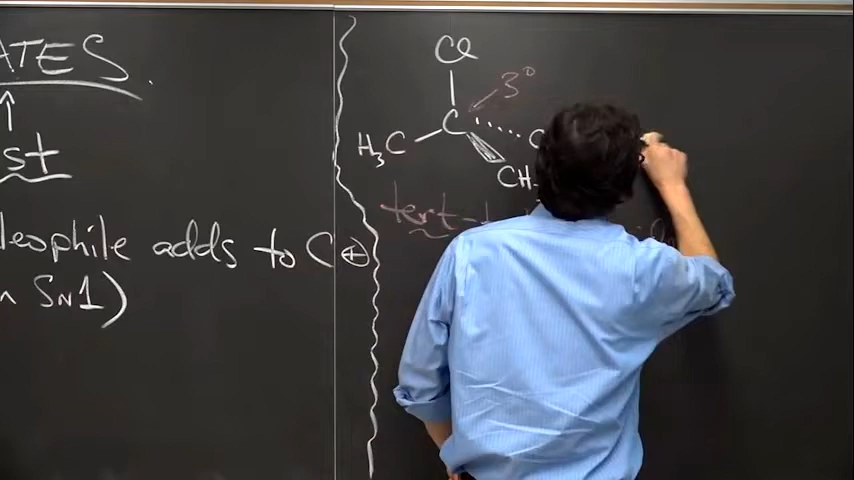 ATES
↑
st
leophile adds to C⊕
n SN1)
Cl
3°
H₃C C
CH
tert-